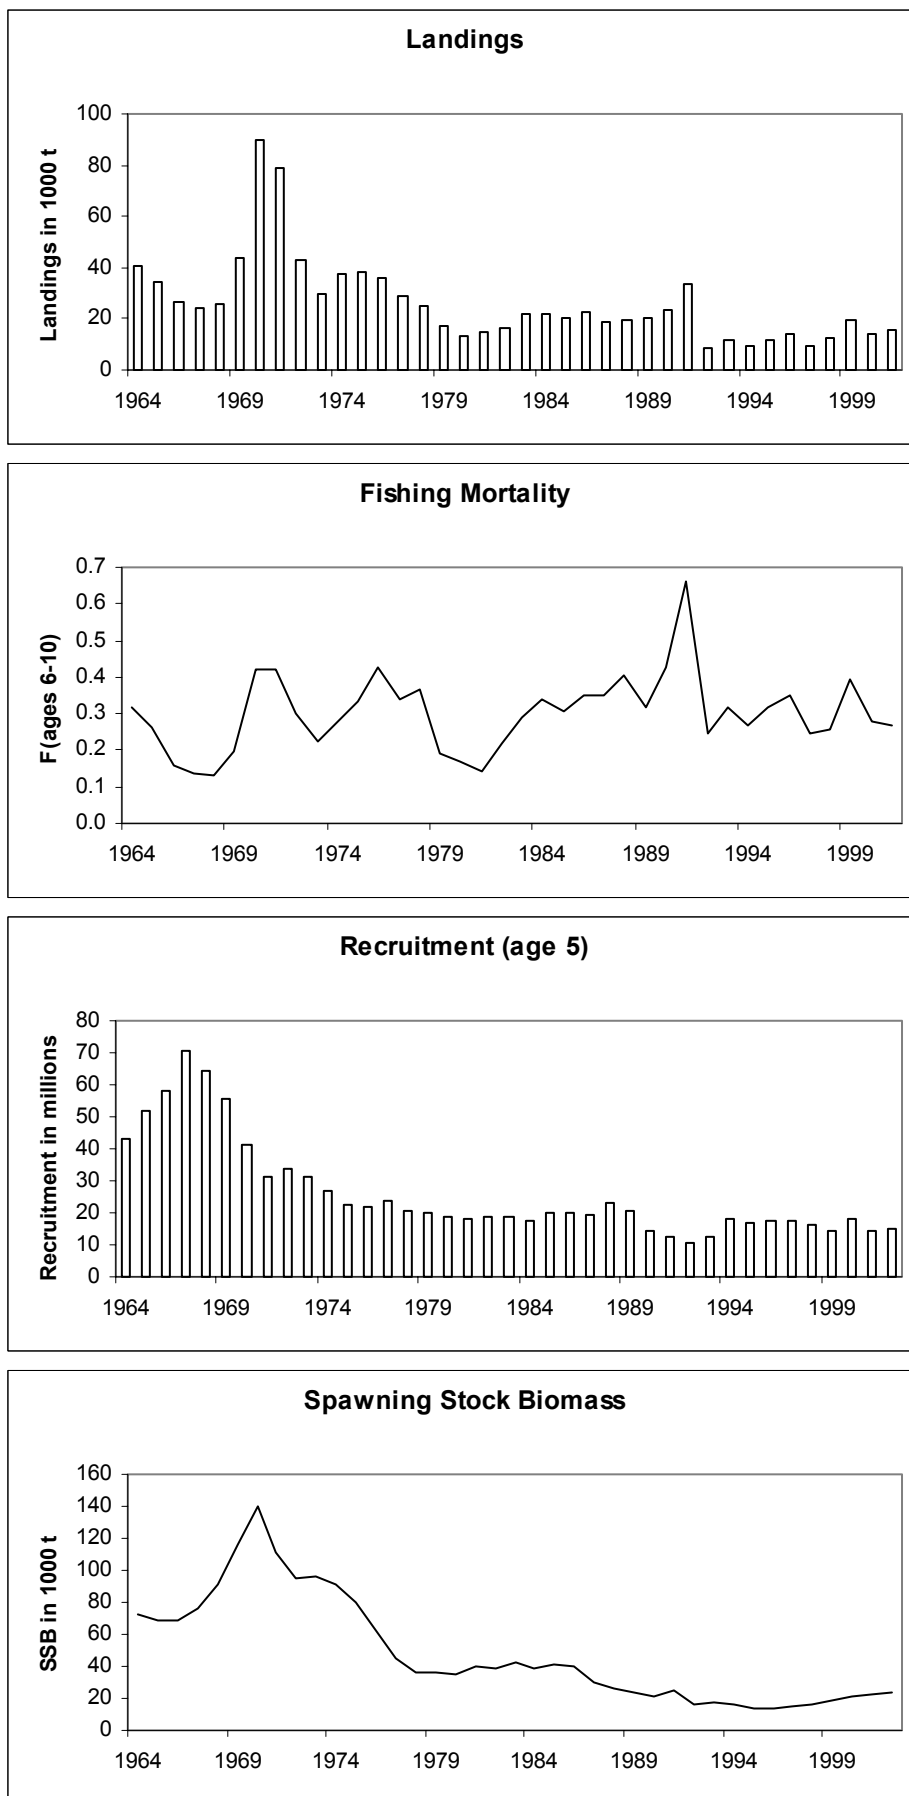 Landings
Landings in 1000 t
100
80
60
40
20
0
1964 1969 1974 1979 1984 1989 1994 1999
Fishing Mortality
F(ages 6-10)
0.7
0.6
0.5
0.4
0.3
0.2
0.1
0.0
1964 1969 1974 1979 1984 1989 1994 1999
Recruitment (age 5)
Recruitment in millions
80
70
60
50
40
30
20
10
0
1964 1969 1974 1979 1984 1989 1994 1999
Spawning Stock Biomass
SSB in 1000 t
160
140
120
100
80
60
40
20
0
1964 1969 1974 1979 1984 1989 1994 1999